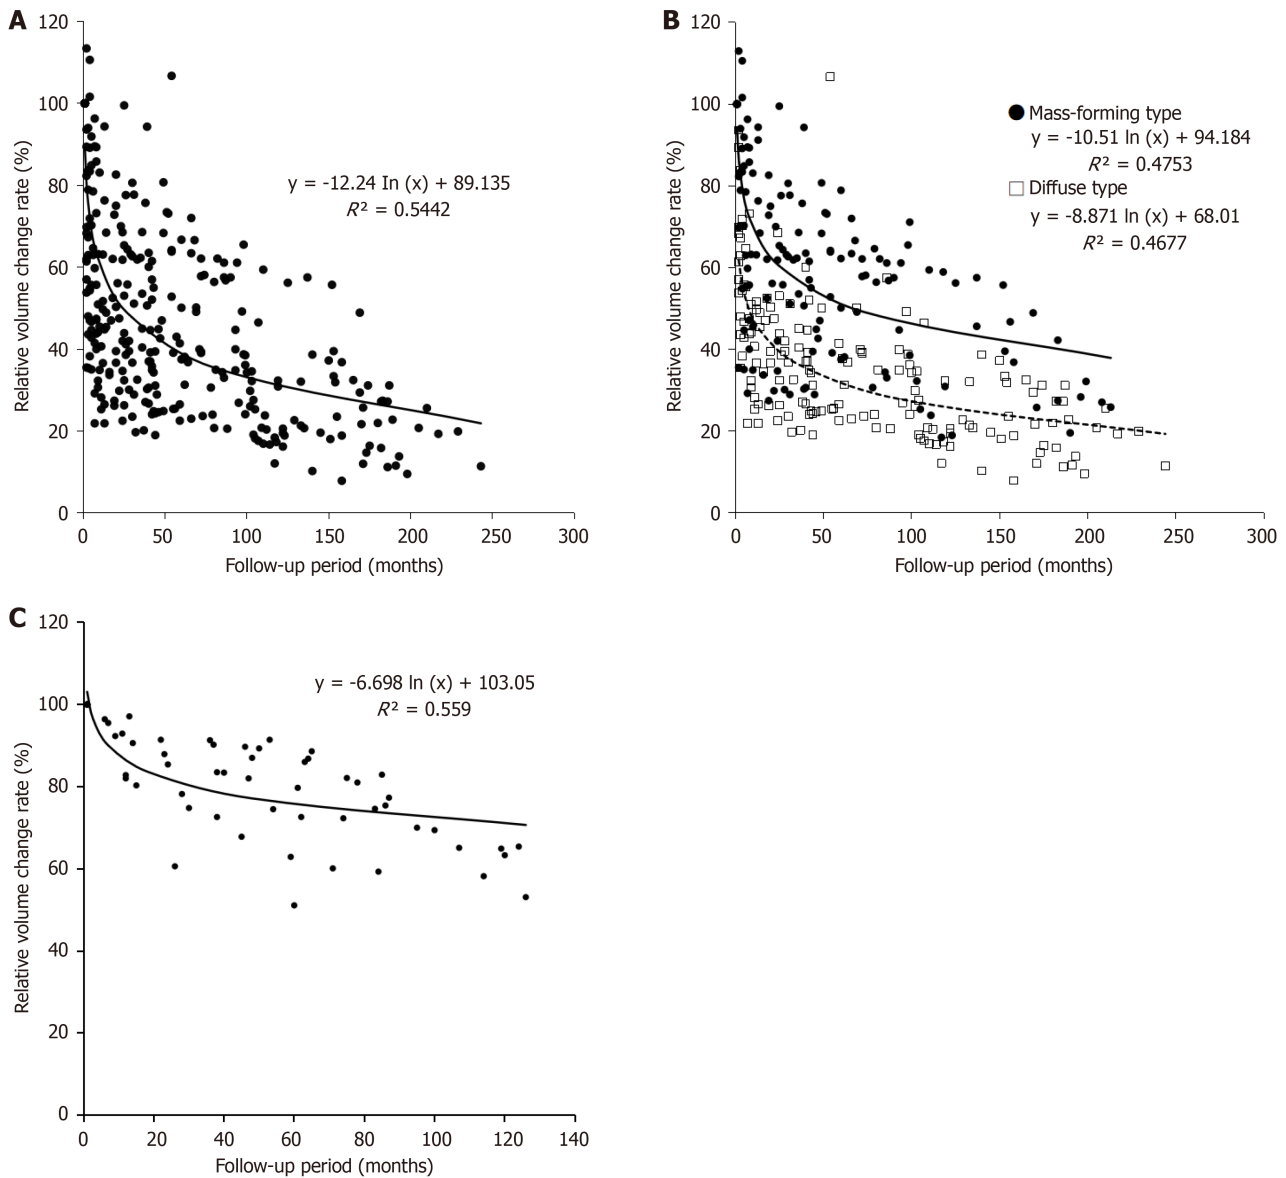 A
120
100
80
60
40
20
0
Relative volume change rate (%)
y = -12.24 In (x) + 89.135
R² = 0.5442
0 50 100 150 200 250 300
Follow-up period (months)
B
120
100
80
60
40
20
0
Relative volume change rate (%)
Mass-forming type
y = -10.51 ln (x) + 94.184
R² = 0.4753
Diffuse type
y = -8.871 ln (x) + 68.01
R² = 0.4677
0 50 100 150 200 250 300
Follow-up period (months)
C
120
100
80
60
40
20
0
Relative volume change rate (%)
y = -6.698 ln (x) + 103.05
R² = 0.559
0 20 40 60 80 100 120 140
Follow-up period (months)